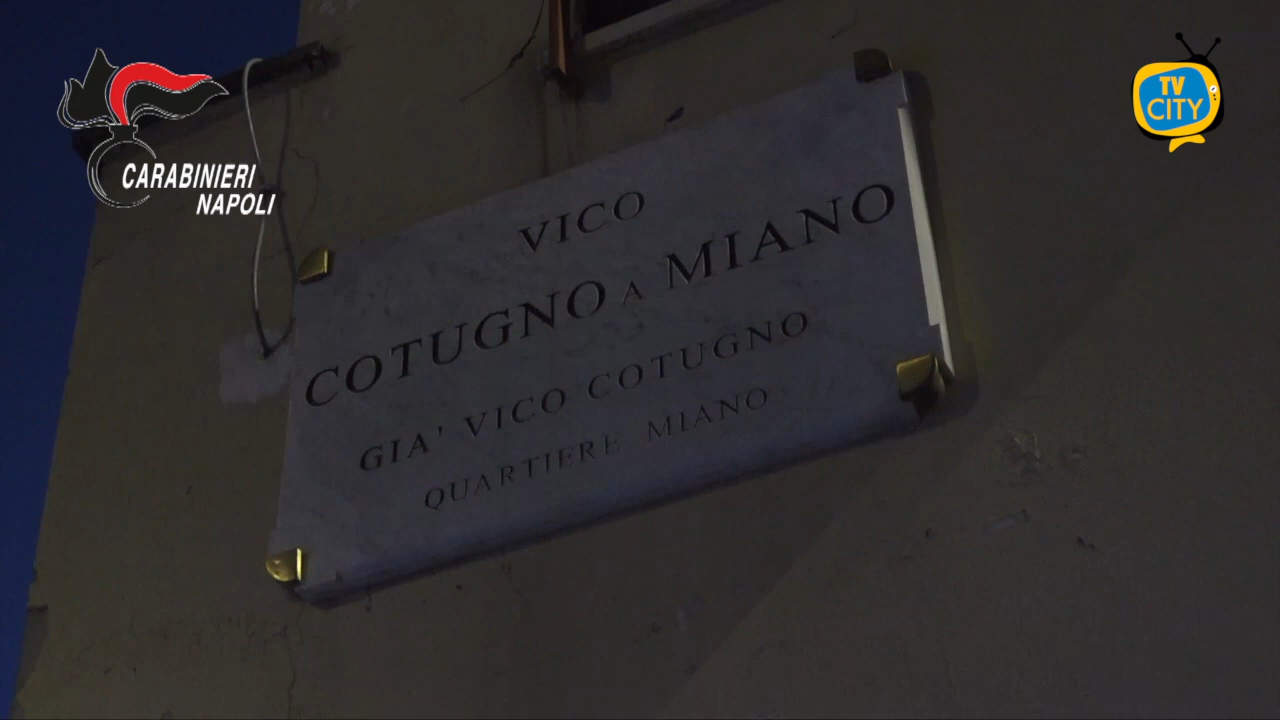 CARABINIERI
NAPOLI
TV
CITY
VICO
COTUGNO A MIANO
GIA' VICO COTUGNO
QUARTIERE MIANO